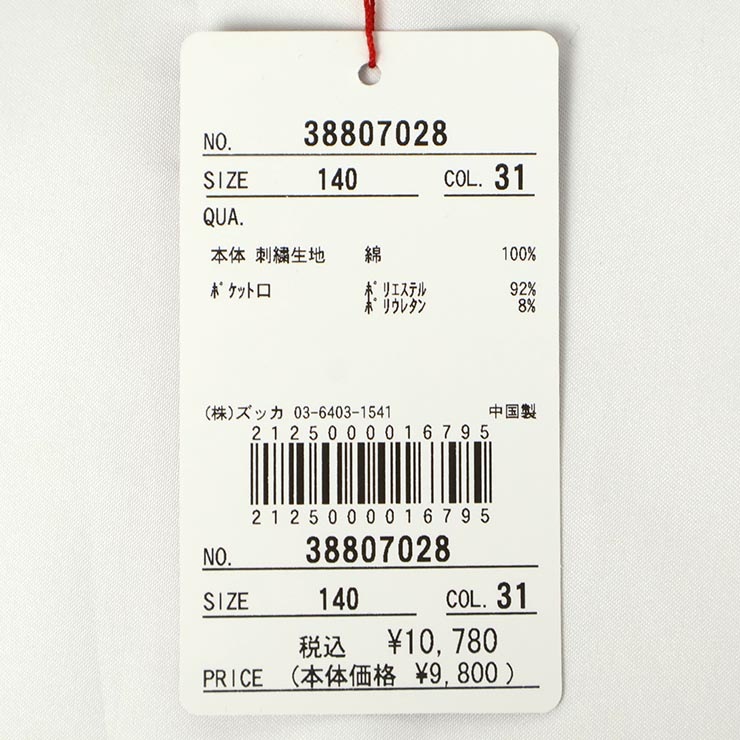 NO. 38807028
SIZE 140 COL. 31
QUA.
本体 刺繍生地 綿 100%
ﾎﾟｹｯﾄ口 ﾎﾟﾘｴｽﾃﾙ 92%
ﾎﾟﾘｳﾚﾀﾝ 8%
(株)ズッカ 03-6403-1541 中国製
2125000016795
2125000016795
NO. 38807028
SIZE 140 COL. 31
税込 ¥10,780
PRICE (本体価格 ¥9,800)